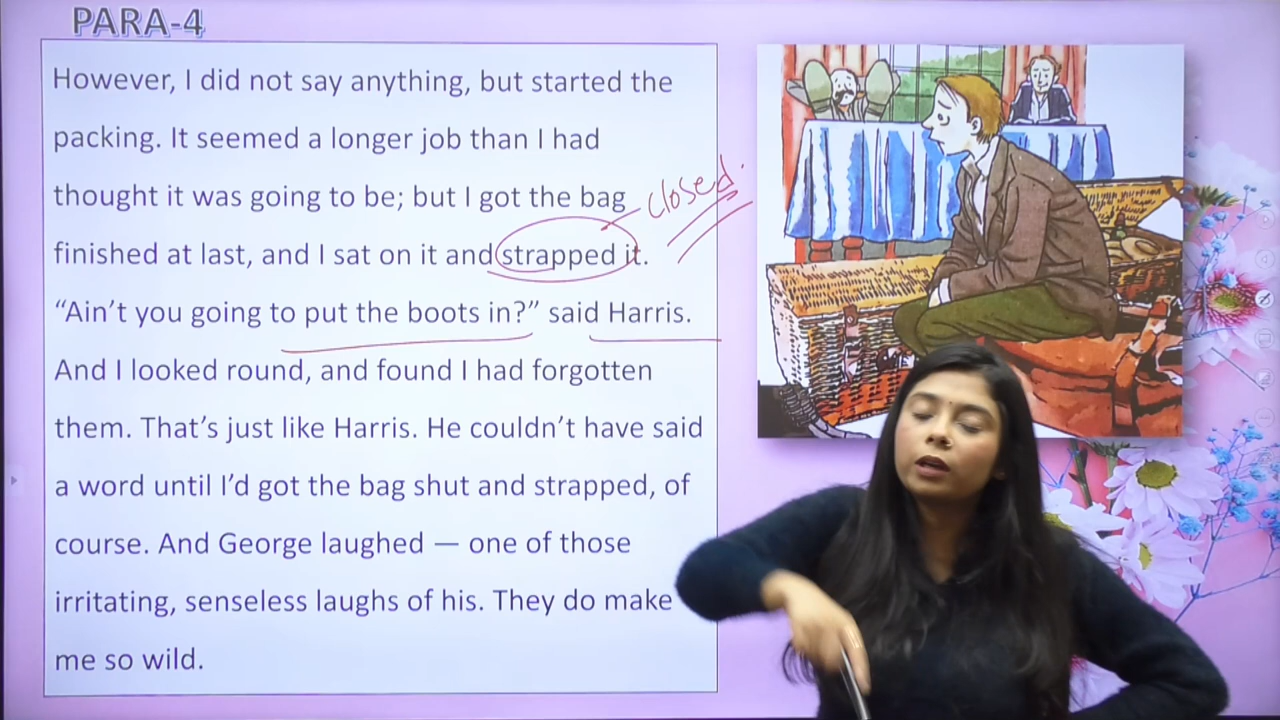 PARA-4
However, I did not say anything, but started the
packing. It seemed a longer job than I had
thought it was going to be; but I got the bag
closed.
finished at last, and I sat on it and strapped it.
“Ain’t you going to put the boots in?” said Harris.
And I looked round, and found I had forgotten
them. That’s just like Harris. He couldn’t have said
a word until I’d got the bag shut and strapped, of
course. And George laughed — one of those
irritating, senseless laughs of his. They do make
me so wild.